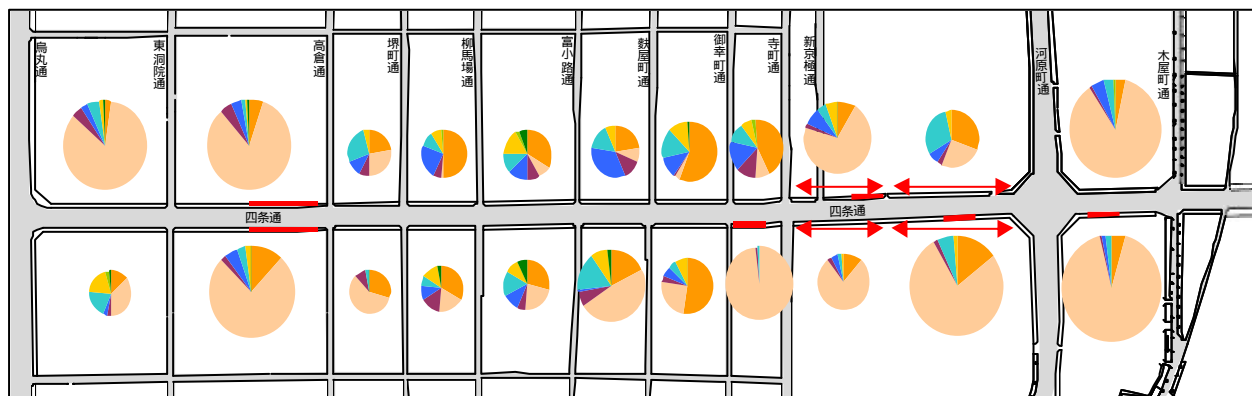 烏丸通
東洞院通
高倉通
堺町通
柳馬場通
富小路通
麩屋町通
御幸町通
寺町通
新京極通
河原町通
木屋町通
四条通
四条通